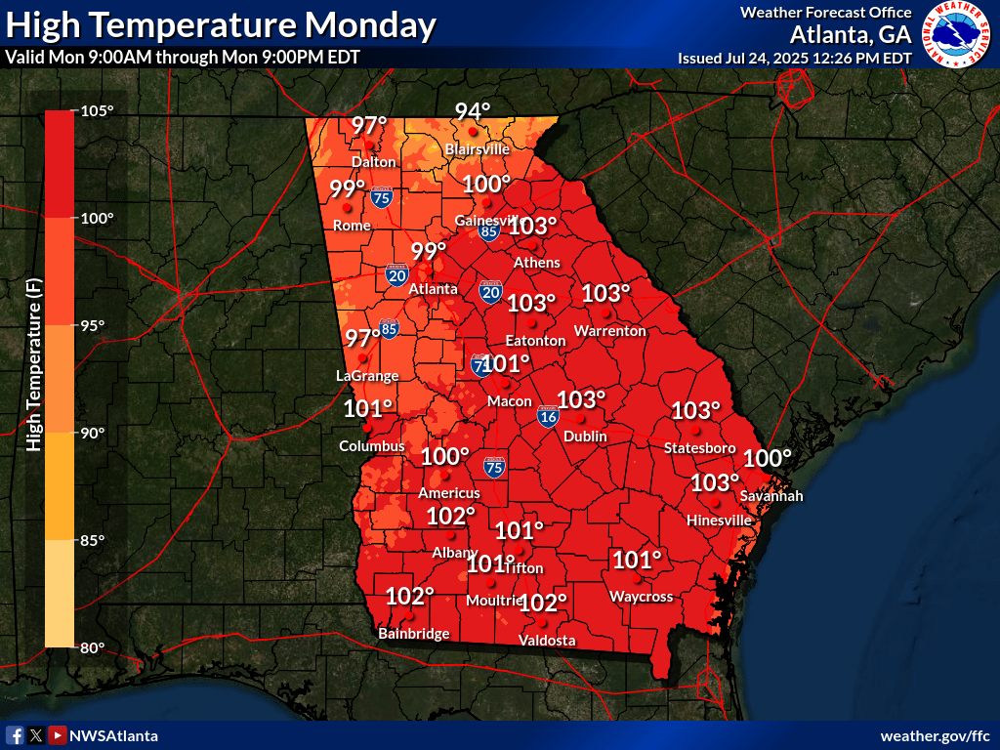 High Temperature Monday
Valid Mon 9:00AM through Mon 9:00PM EDT
Weather Forecast Office
Atlanta, GA
Issued Jul 24, 2025 12:26 PM EDT
NATIONAL WEATHER SERVICE
High Temperature (F)
105°
100°
95°
90°
85°
80°
97°
Dalton
94°
Blairsville
99°
Rome
75
100°
Gainesville
85
103°
Athens
99°
Atlanta
20
20
103°
Eatonton
103°
Warrenton
85
97°
LaGrange
75
101°
Macon
101°
Columbus
16
103°
Dublin
103°
Statesboro
100°
Americus
75
100°
Savannah
103°
Hinesville
102°
Albany
101°
Tifton
101°
Moultrie
101°
Waycross
102°
Bainbridge
102°
Valdosta
NWSAtlanta
weather.gov/ffc